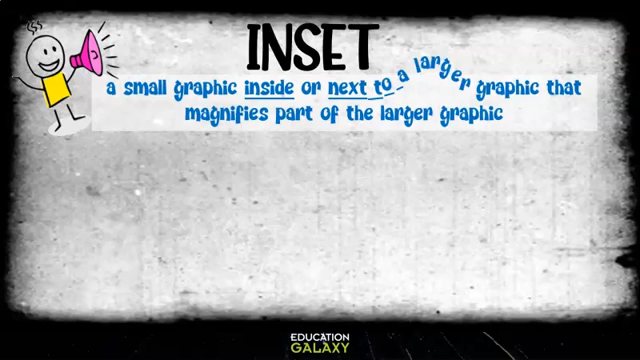 INSET
a small graphic inside or next to a larger graphic that
magnifies part of the larger graphic
EDUCATION
GALAXY